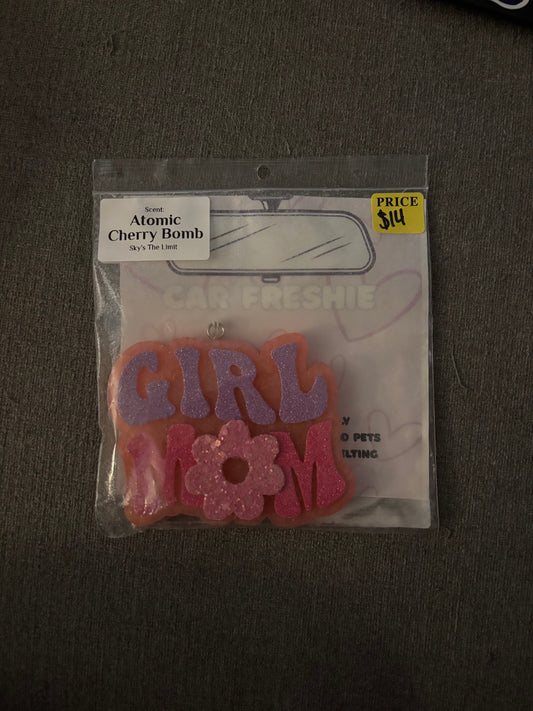 Scent:
Atomic
Cherry Bomb
Sky's The Limit
PRICE
$14
CAR FRESHIE
GIRL
MOM
PETS